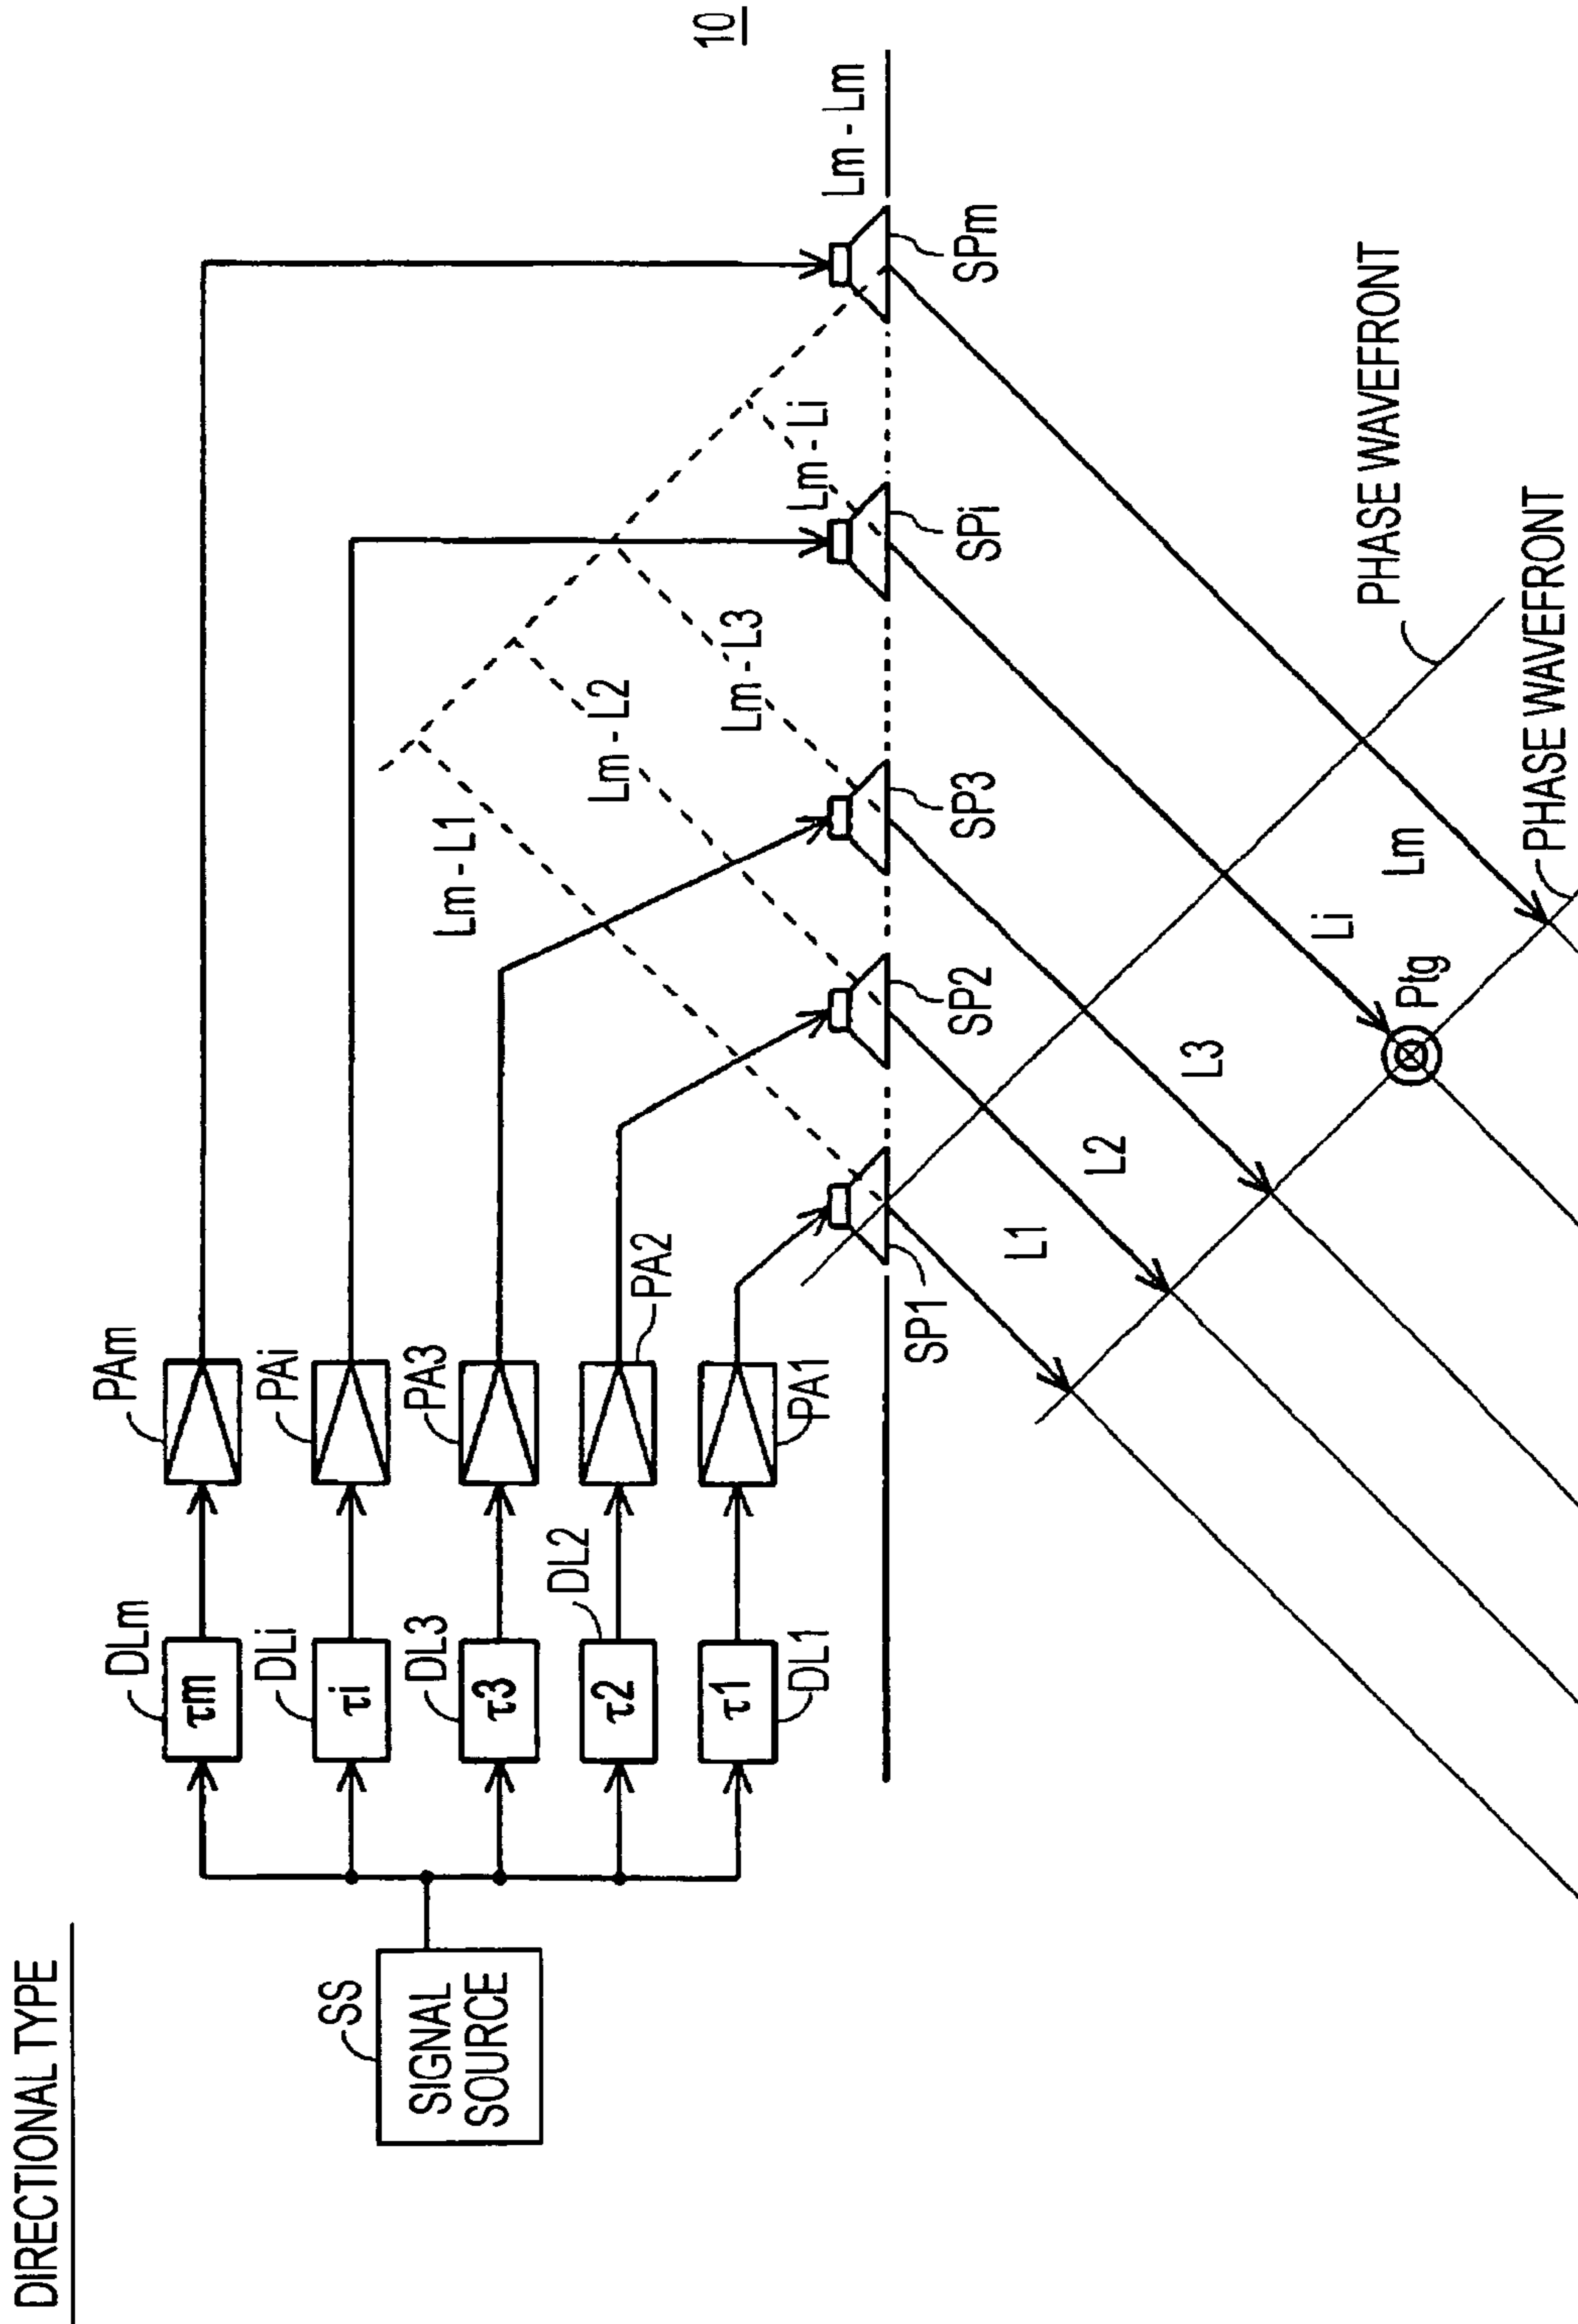 DIRECTIONAL TYPE
10
SS
SIGNAL
SOURCE
DLm
τm
PAm
DLi
τi
PAi
DL3
τ3
PA3
DL2
τ2
PA2
τ1
DL1
PA1
Lm - L1
Lm - L2
Lm - L3
Lm - Li
Lm - Lm
SP1
SP2
SP3
SPi
SPm
L1
L2
L3
Li
Lm
Ptg
PHASE WAVEFRONT
PHASE WAVEFRONT